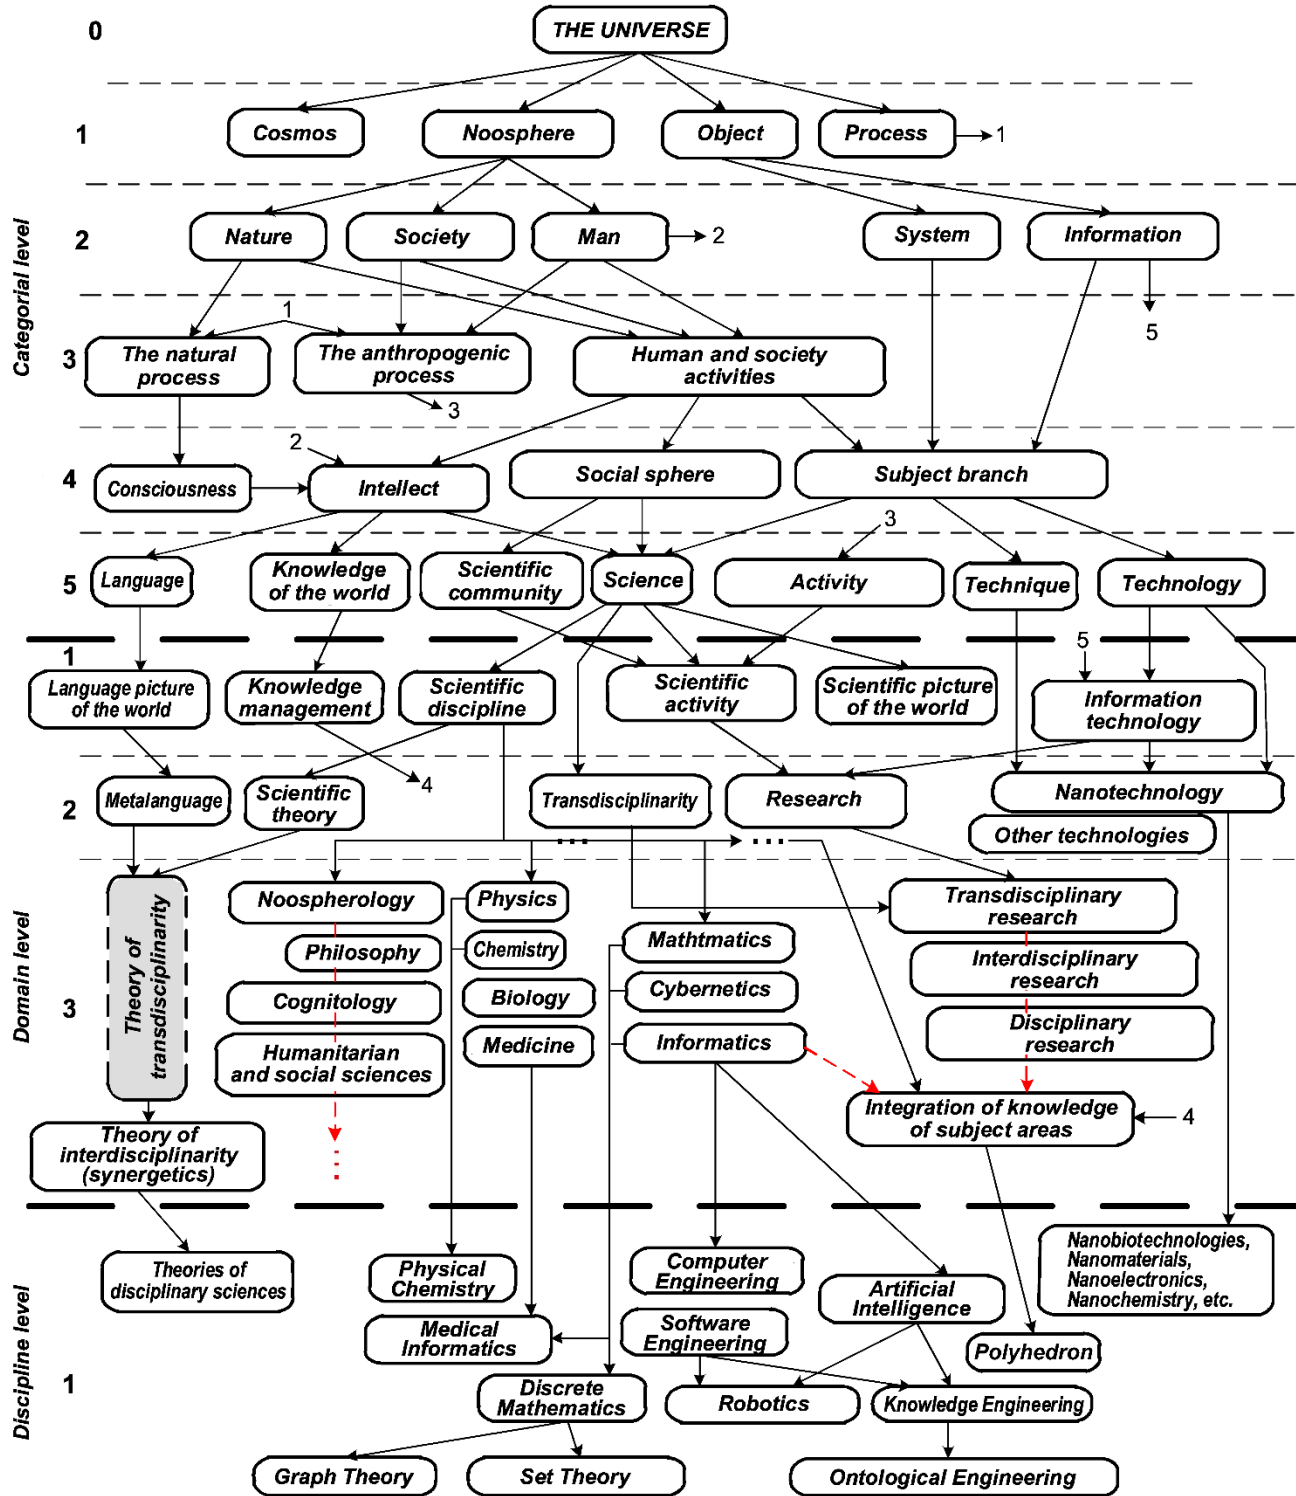 0
THE UNIVERSE
1
Cosmos
Noosphere
Object
Process
1
Categorial level
2
Nature
Society
Man
2
System
Information
1
5
3
The natural
process
The anthropogenic
process
Human and society
activities
3
2
4
Consciousness
Intellect
Social sphere
Subject branch
3
5
Language
Knowledge
of the world
Scientific
community
Science
Activity
Technique
Technology
1
5
Language picture
of the world
Knowledge
management
Scientific
discipline
Scientific
activity
Scientific picture
of the world
Information
technology
2
Metalanguage
Scientific
theory
4
Transdisciplinarity
Research
Nanotechnology
Other technologies
...
...
Domain level
3
Theory of
transdisciplinarity
Noospherology
Philosophy
Cognitology
Humanitarian
and social sciences
Physics
Chemistry
Biology
Medicine
Mathtmatics
Cybernetics
Informatics
Transdisciplinary
research
Interdisciplinary
research
Disciplinary
research
Integration of knowledge
of subject areas
4
Theory of
interdisciplinarity
(synergetics)
Discipline level
1
Theories of
disciplinary sciences
Physical
Chemistry
Computer
Engineering
Artificial
Intelligence
Nanobiotechnologies,
Nanomaterials,
Nanoelectronics,
Nanochemistry, etc.
Medical
Informatics
Software
Engineering
Polyhedron
Discrete
Mathematics
Robotics
Knowledge Engineering
Graph Theory
Set Theory
Ontological Engineering